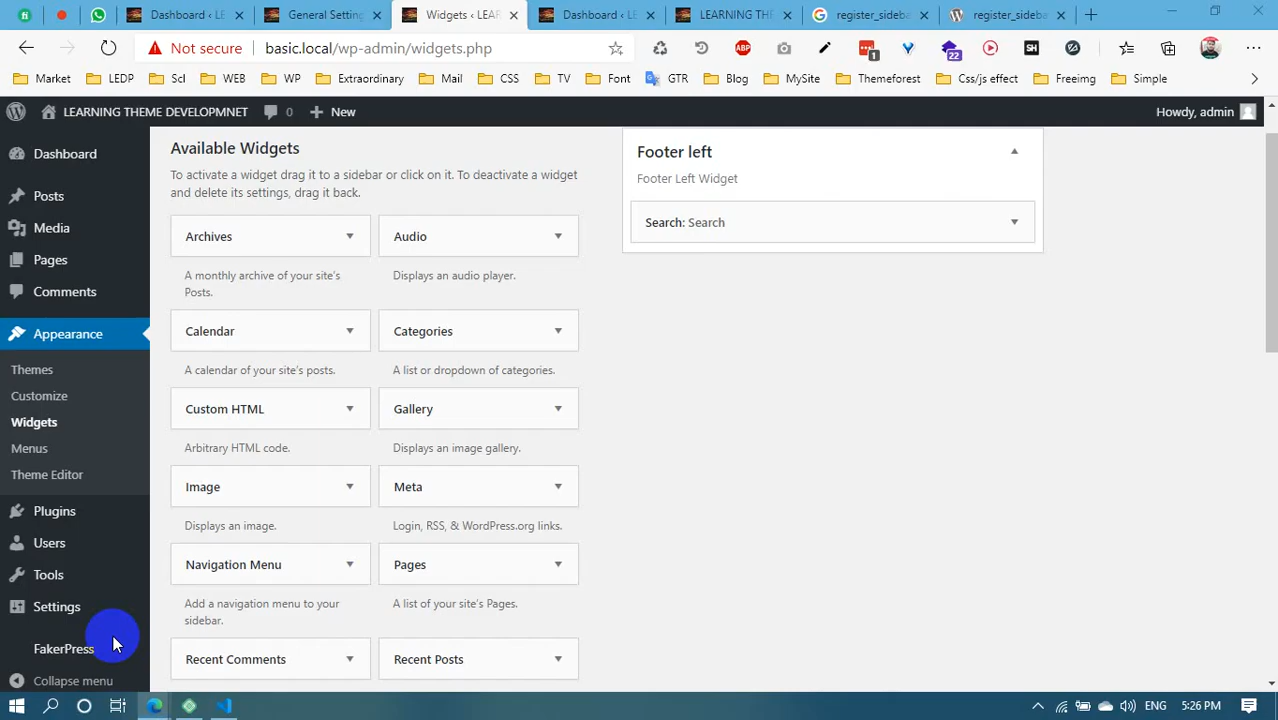 Dashboard ‹ LE
General Setting
Widgets ‹ LEAR
Dashboard ‹ LE
LEARNING THE
register_sideba
register_sideba
Not secure
basic.local/wp-admin/widgets.php
ABP
1
22
SH
Market
LEDP
Scl
WEB
WP
Extraordinary
Mail
CSS
TV
Font
GTR
Blog
MySite
Themeforest
Css/js effect
Freeimg
Simple
LEARNING THEME DEVELOPMNET
0
New
Howdy, admin
Dashboard
Posts
Media
Pages
Comments
Appearance
Themes
Customize
Widgets
Menus
Theme Editor
Plugins
Users
Tools
Settings
FakerPress
Collapse menu
Available Widgets
To activate a widget drag it to a sidebar or click on it. To deactivate a widget
and delete its settings, drag it back.
Archives
A monthly archive of your site's
Posts.
Audio
Displays an audio player.
Calendar
A calendar of your site's posts.
Categories
A list or dropdown of categories.
Custom HTML
Arbitrary HTML code.
Gallery
Displays an image gallery.
Image
Displays an image.
Meta
Login, RSS, & WordPress.org links.
Navigation Menu
Add a navigation menu to your
sidebar.
Pages
A list of your site's Pages.
Recent Comments
Recent Posts
Footer left
Footer Left Widget
Search: Search
ENG
5:26 PM